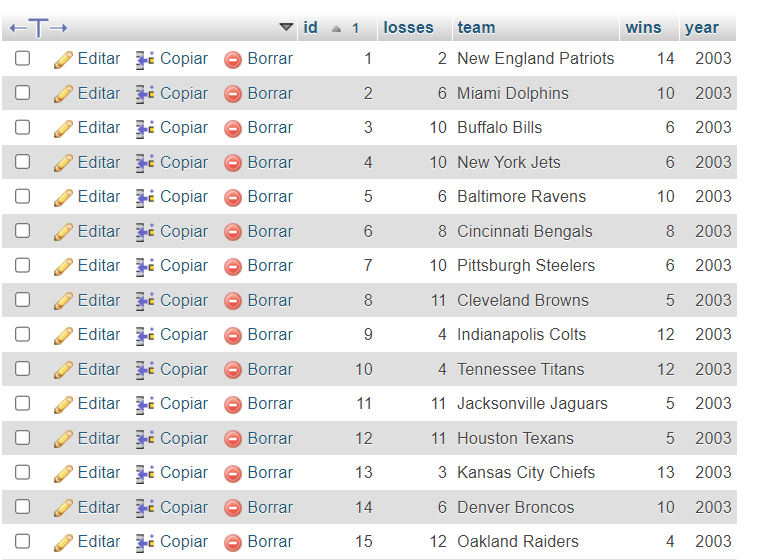 id 1 losses team wins year
Editar Copiar Borrar 1 2 New England Patriots 14 2003
Editar Copiar Borrar 2 6 Miami Dolphins 10 2003
Editar Copiar Borrar 3 10 Buffalo Bills 6 2003
Editar Copiar Borrar 4 10 New York Jets 6 2003
Editar Copiar Borrar 5 6 Baltimore Ravens 10 2003
Editar Copiar Borrar 6 8 Cincinnati Bengals 8 2003
Editar Copiar Borrar 7 10 Pittsburgh Steelers 6 2003
Editar Copiar Borrar 8 11 Cleveland Browns 5 2003
Editar Copiar Borrar 9 4 Indianapolis Colts 12 2003
Editar Copiar Borrar 10 4 Tennessee Titans 12 2003
Editar Copiar Borrar 11 11 Jacksonville Jaguars 5 2003
Editar Copiar Borrar 12 11 Houston Texans 5 2003
Editar Copiar Borrar 13 3 Kansas City Chiefs 13 2003
Editar Copiar Borrar 14 6 Denver Broncos 10 2003
Editar Copiar Borrar 15 12 Oakland Raiders 4 2003